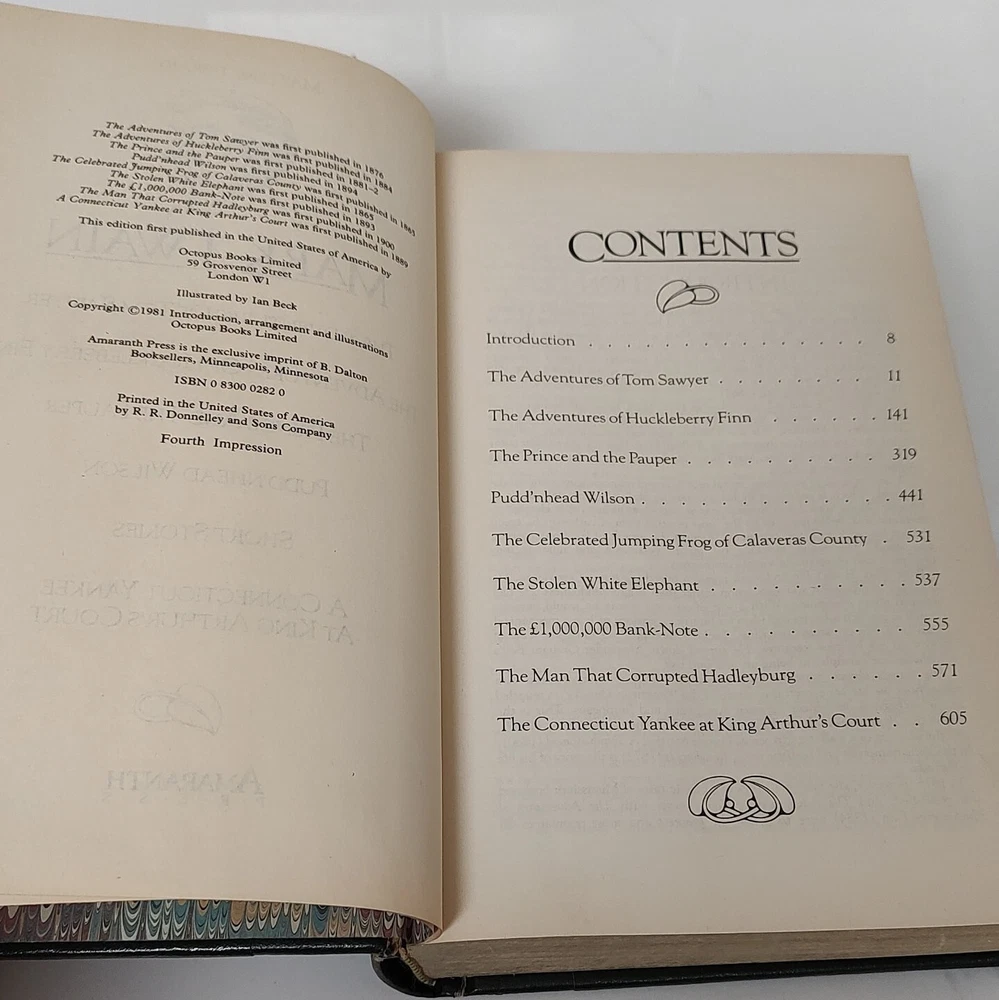 The Adventures of Tom Sawyer was first published in 1876
The Adventures of Huckleberry Finn was first published in 1884
The Prince and the Pauper was first published in 1881-2
Pudd'nhead Wilson was first published in 1894
The Celebrated Jumping Frog of Calaveras County was first published in 1865
The Stolen White Elephant was first published in 1865
The £1,000,000 Bank-Note was first published in 1893
The Man That Corrupted Hadleyburg was first published in 1900
A Connecticut Yankee at King Arthur's Court was first published in 1889
This edition first published in the United States of America by
Octopus Books Limited
59 Grosvenor Street
London W1
Illustrated by Ian Beck
Copyright ©1981 Introduction, arrangement and illustrations
Octopus Books Limited
Amaranth Press is the exclusive imprint of B. Dalton
Booksellers, Minneapolis, Minnesota
ISBN 0 8300 0282 0
Printed in the United States of America
by R. R. Donnelley and Sons Company
Fourth Impression
CONTENTS
Introduction . . . . . . . . . . . . . . . 8
The Adventures of Tom Sawyer . . . . . . . . 11
The Adventures of Huckleberry Finn . . . . . . 141
The Prince and the Pauper . . . . . . . . . . 319
Pudd'nhead Wilson . . . . . . . . . . . . . 441
The Celebrated Jumping Frog of Calaveras County . 531
The Stolen White Elephant . . . . . . . . . . 537
The £1,000,000 Bank-Note . . . . . . . . . . 555
The Man That Corrupted Hadleyburg . . . . . . 571
The Connecticut Yankee at King Arthur's Court . . 605